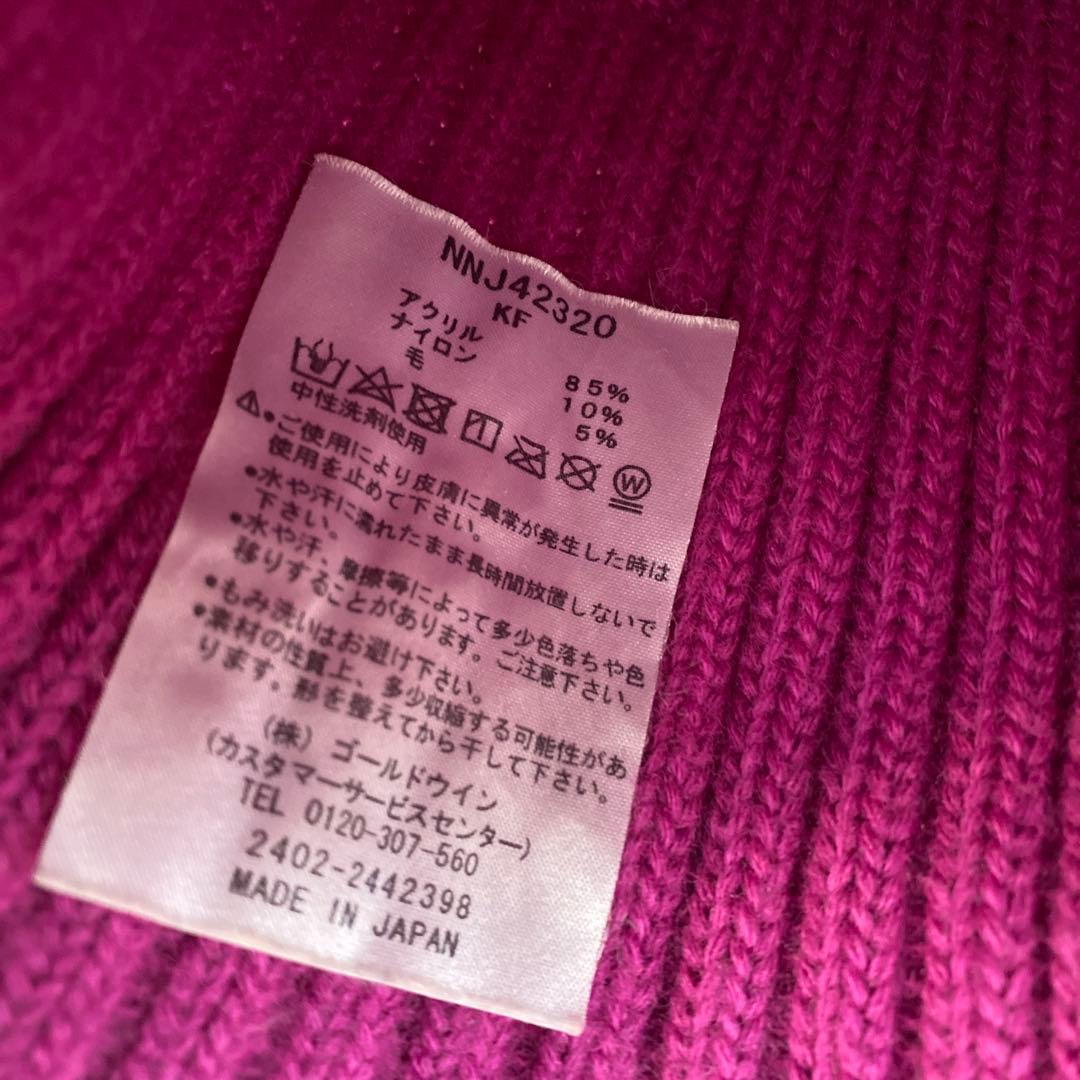 NNJ42320
KF
アクリル 85%
ナイロン 10%
毛 5%
W
中性洗剤使用
⚠●ご使用により皮膚に異常が発生した時は
使用を止めて下さい。
●水や汗に濡れたまま長時間放置しないで
下さい。
●水や汗、摩擦等によって多少色落ちや色
移りすることがあります。ご注意下さい。
●もみ洗いはお避け下さい。
●素材の性質上、多少収縮する可能性があ
ります。形を整えてから干して下さい。
(株) ゴールドウイン
(カスタマーサービスセンター)
TEL 0120-307-560
2402-2442398
MADE IN JAPAN